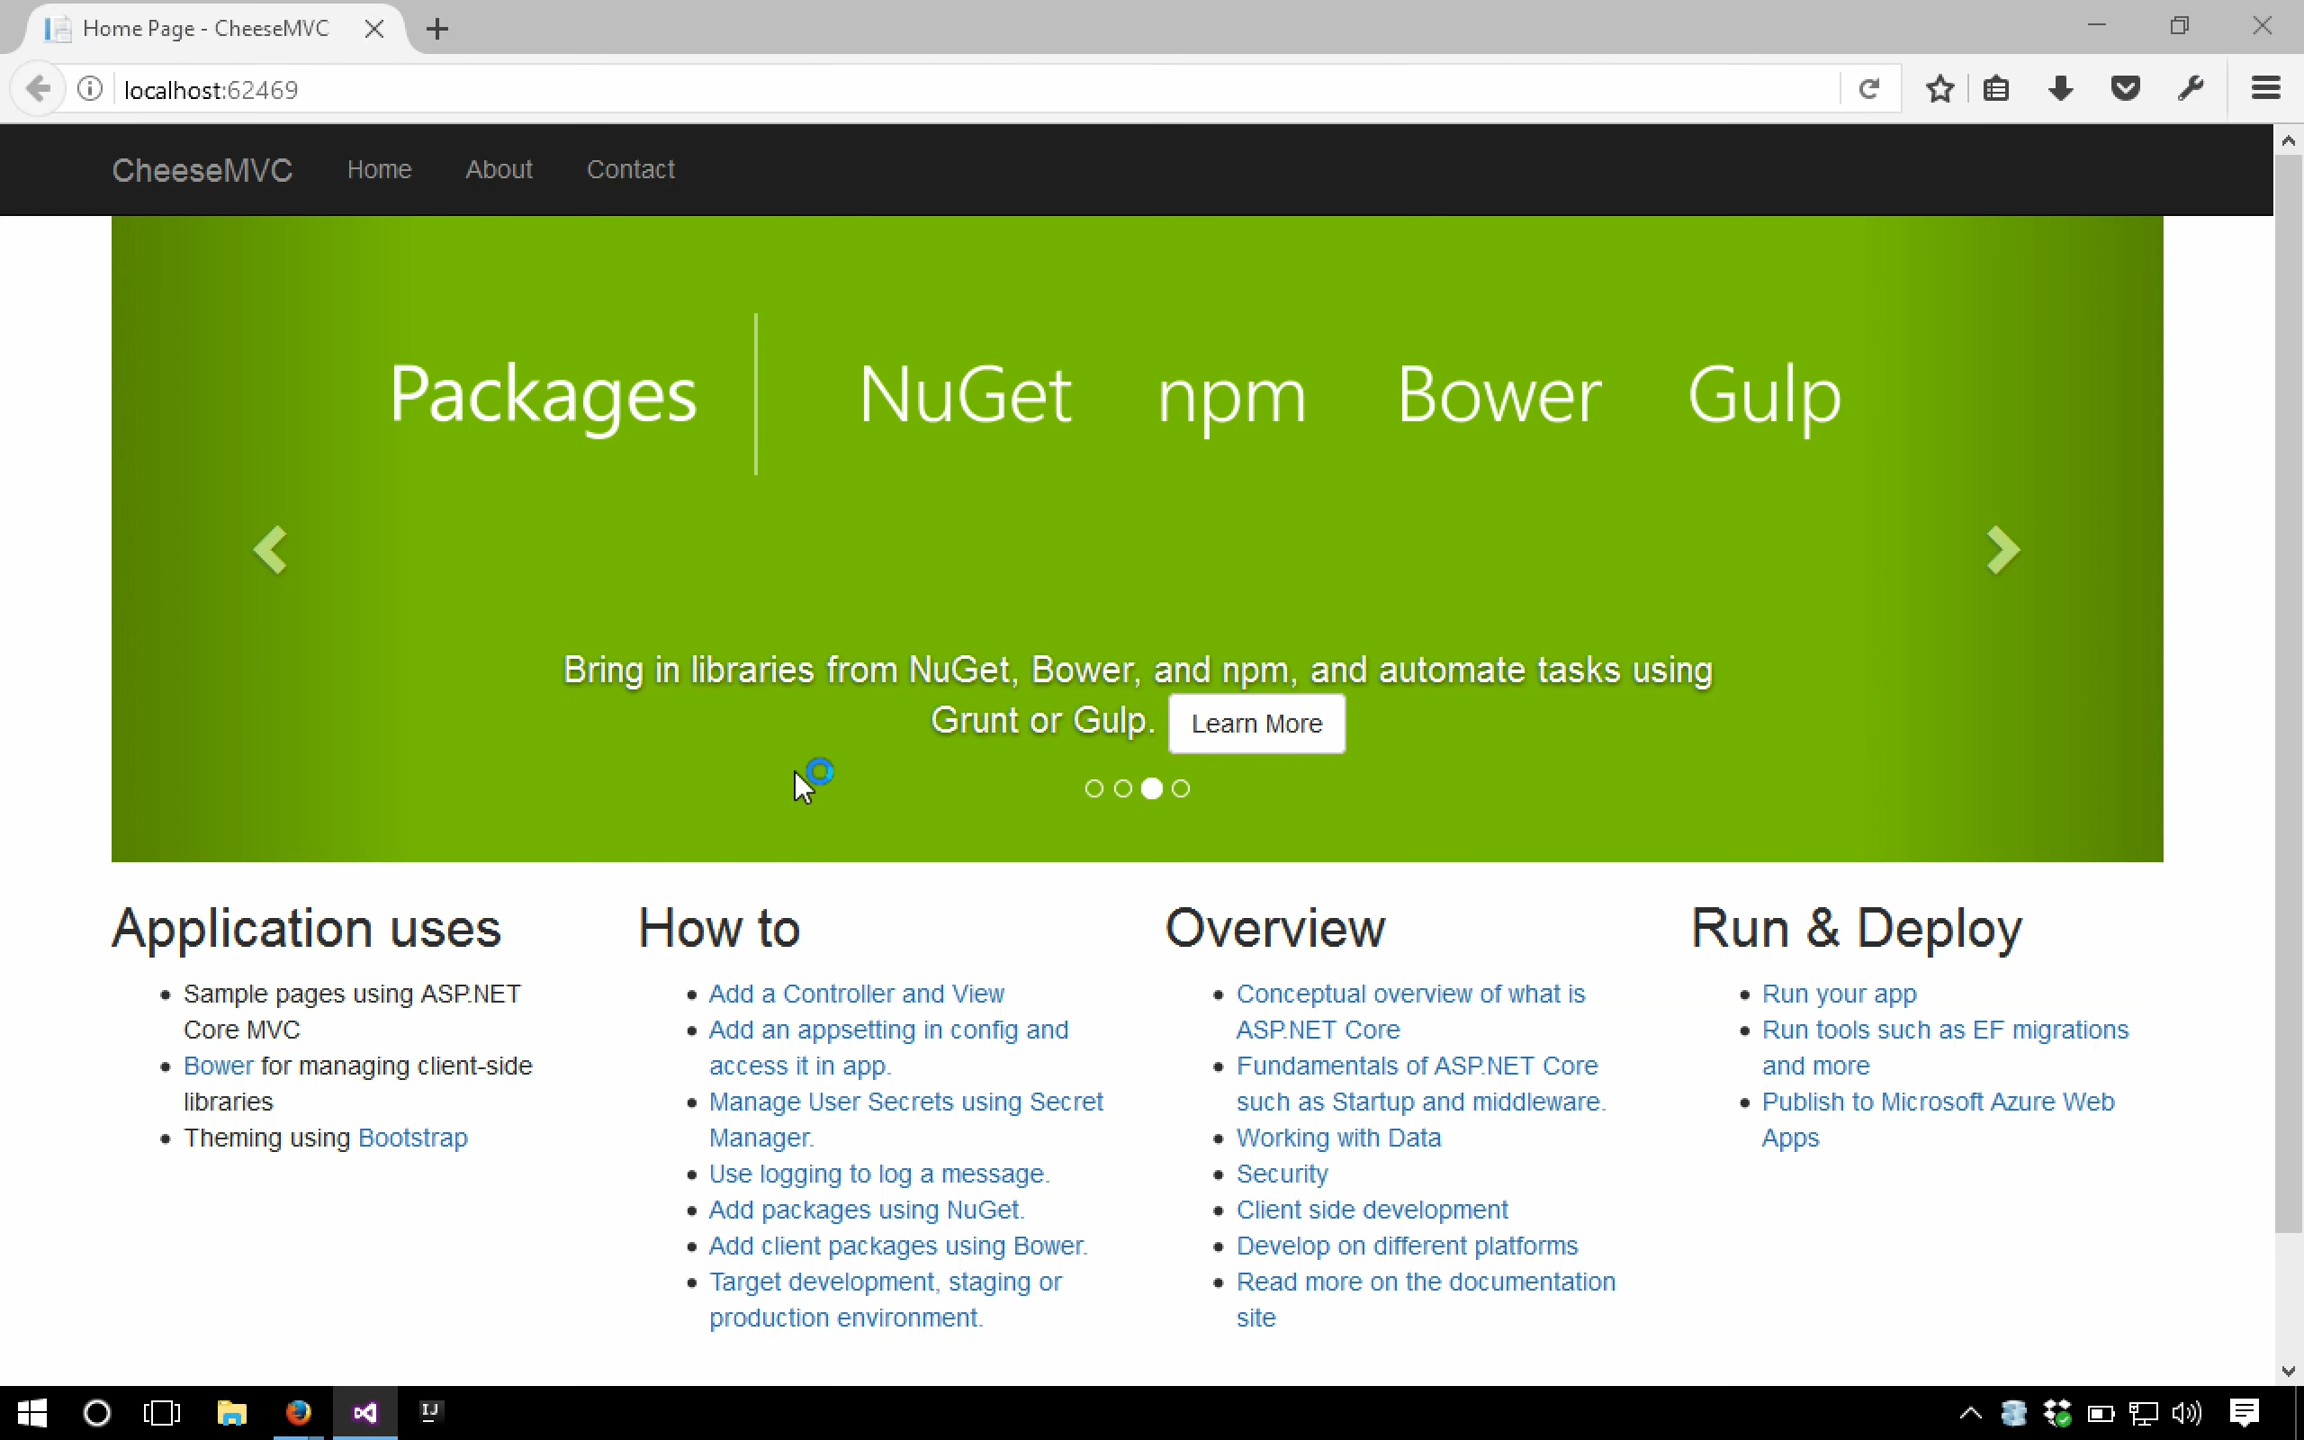 Home Page - CheeseMVC
localhost:62469
CheeseMVC Home About Contact
Packages NuGet npm Bower Gulp
Bring in libraries from NuGet, Bower, and npm, and automate tasks using
Grunt or Gulp. Learn More
Application uses
Sample pages using ASP.NET
Core MVC
Bower for managing client-side
libraries
Theming using Bootstrap
How to
Add a Controller and View
Add an appsetting in config and
access it in app.
Manage User Secrets using Secret
Manager.
Use logging to log a message.
Add packages using NuGet.
Add client packages using Bower.
Target development, staging or
production environment.
Overview
Conceptual overview of what is
ASP.NET Core
Fundamentals of ASP.NET Core
such as Startup and middleware.
Working with Data
Security
Client side development
Develop on different platforms
Read more on the documentation
site
Run & Deploy
Run your app
Run tools such as EF migrations
and more
Publish to Microsoft Azure Web
Apps
IJ